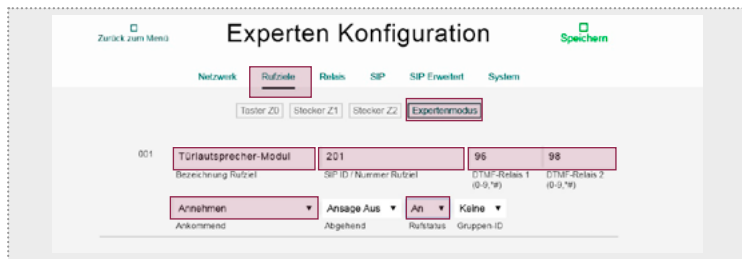 Zurück zum Menü
Experten Konfiguration
Speichern
Netzwerk Rufziele Relais SIP SIP Erweitert System
Taster Z0 Stecker Z1 Stecker Z2 Expertenmodus
001 Türlautsprecher-Modul 201 96 98
Bezeichnung Rufziel SIP ID / Nummer Rufziel DTMF-Relais 1 DTMF-Relais 2
(0-9,*#) (0-9,*#)
Annehmen Ansage Aus An Keine
Ankommend Abgehend Rufstatus Gruppen-ID